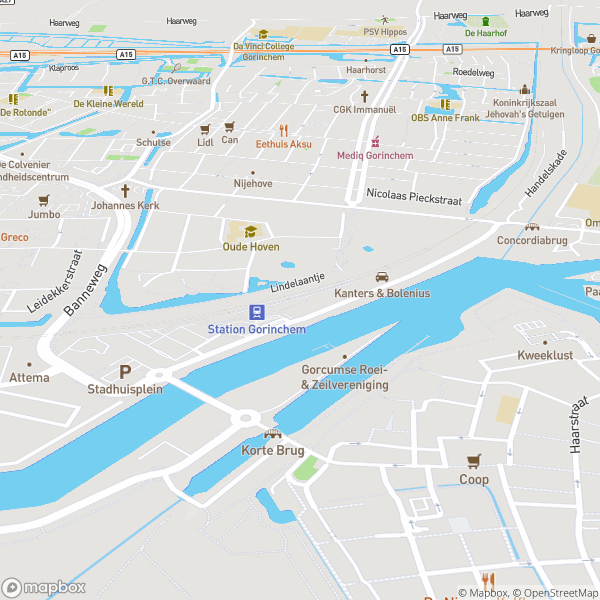 A27
Haarweg
Haarweg
Haarweg
PSV Hippos
De Haarhof
Da Vinci College
Gorinchem
A15
A15
A15
A15
Kringloop Go
Klaproos
G.T.C. Overwaard
Haarhorst
Roedelweg
De Rotonde"
De Kleine Wereld
CGK Immanuël
OBS Anne Frank
Koninkrijkszaal
Jehovah's Getuigen
Schutse
Lidl
Can
Eethuis Aksu
Mediq Gorinchem
De Colvenier
ndheidscentrum
Nijehove
Handelskade
Jumbo
Johannes Kerk
Nicolaas Pieckstraat
Om
Greco
Oude Hoven
Concordiabrug
Leidekkerstraat
Banneweg
Lindelaantje
Kanters & Bolenius
Paa
Station Gorinchem
Kweeklust
Attema
P
Stadhuisplein
Gorcumse Roei-
& Zeilvereniging
Haarstraat
Korte Brug
Coop
mapbox
© Mapbox, © OpenStreetMap